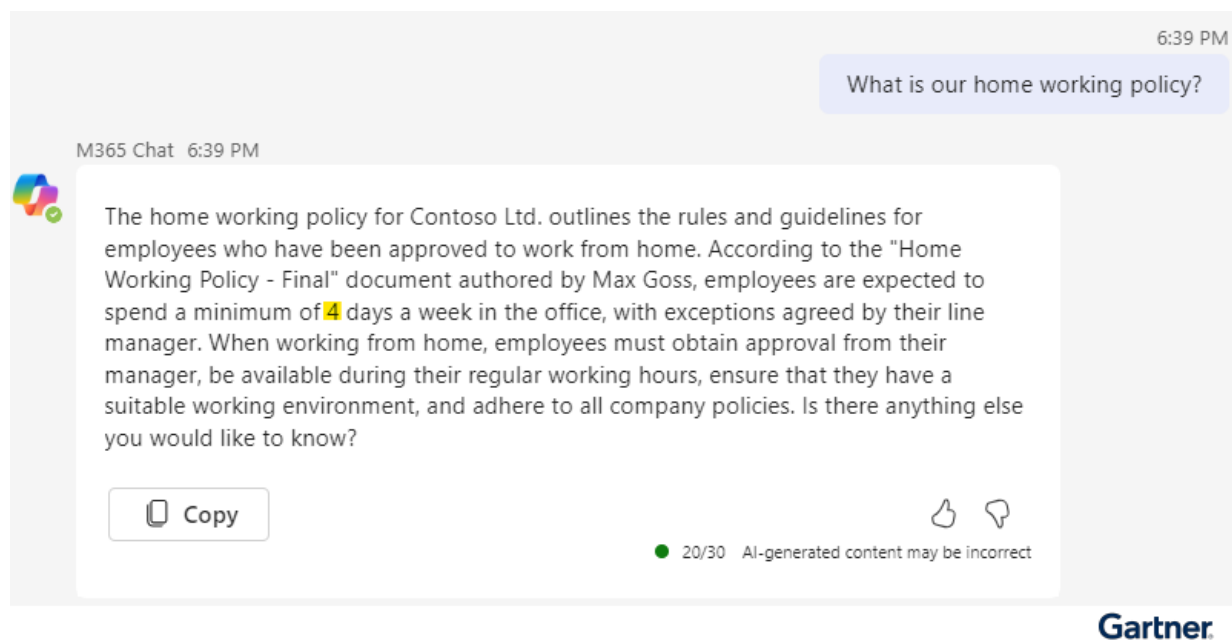 6:39 PM
What is our home working policy?
M365 Chat 6:39 PM
The home working policy for Contoso Ltd. outlines the rules and guidelines for
employees who have been approved to work from home. According to the "Home
Working Policy - Final" document authored by Max Goss, employees are expected to
spend a minimum of 4 days a week in the office, with exceptions agreed by their line
manager. When working from home, employees must obtain approval from their
manager, be available during their regular working hours, ensure that they have a
suitable working environment, and adhere to all company policies. Is there anything else
you would like to know?
Copy
20/30 AI-generated content may be incorrect
Gartner